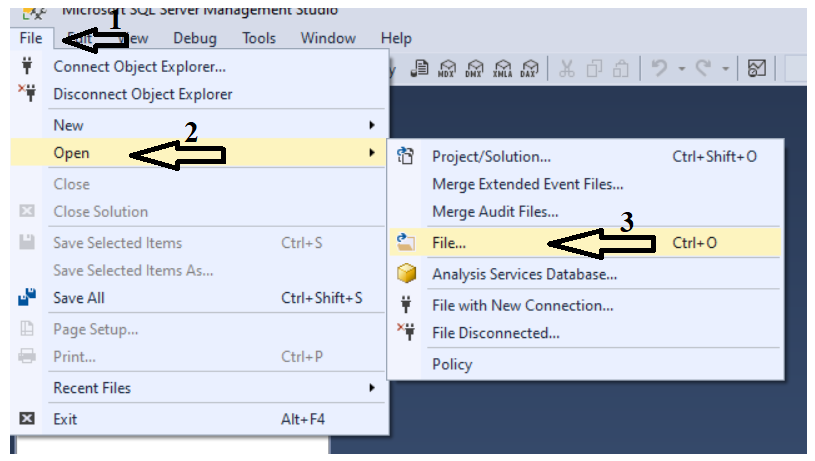 Microsoft SQL Server Management Studio
1
File Edit View Debug Tools Window Help
MDX DMX XMLA DAX
Connect Object Explorer...
Disconnect Object Explorer
New
2
Open
Close
Close Solution
Save Selected Items Ctrl+S
Save Selected Items As...
Save All Ctrl+Shift+S
Page Setup...
Print... Ctrl+P
Recent Files
Exit Alt+F4
Project/Solution... Ctrl+Shift+O
Merge Extended Event Files...
Merge Audit Files...
3
File... Ctrl+O
Analysis Services Database...
File with New Connection...
File Disconnected...
Policy